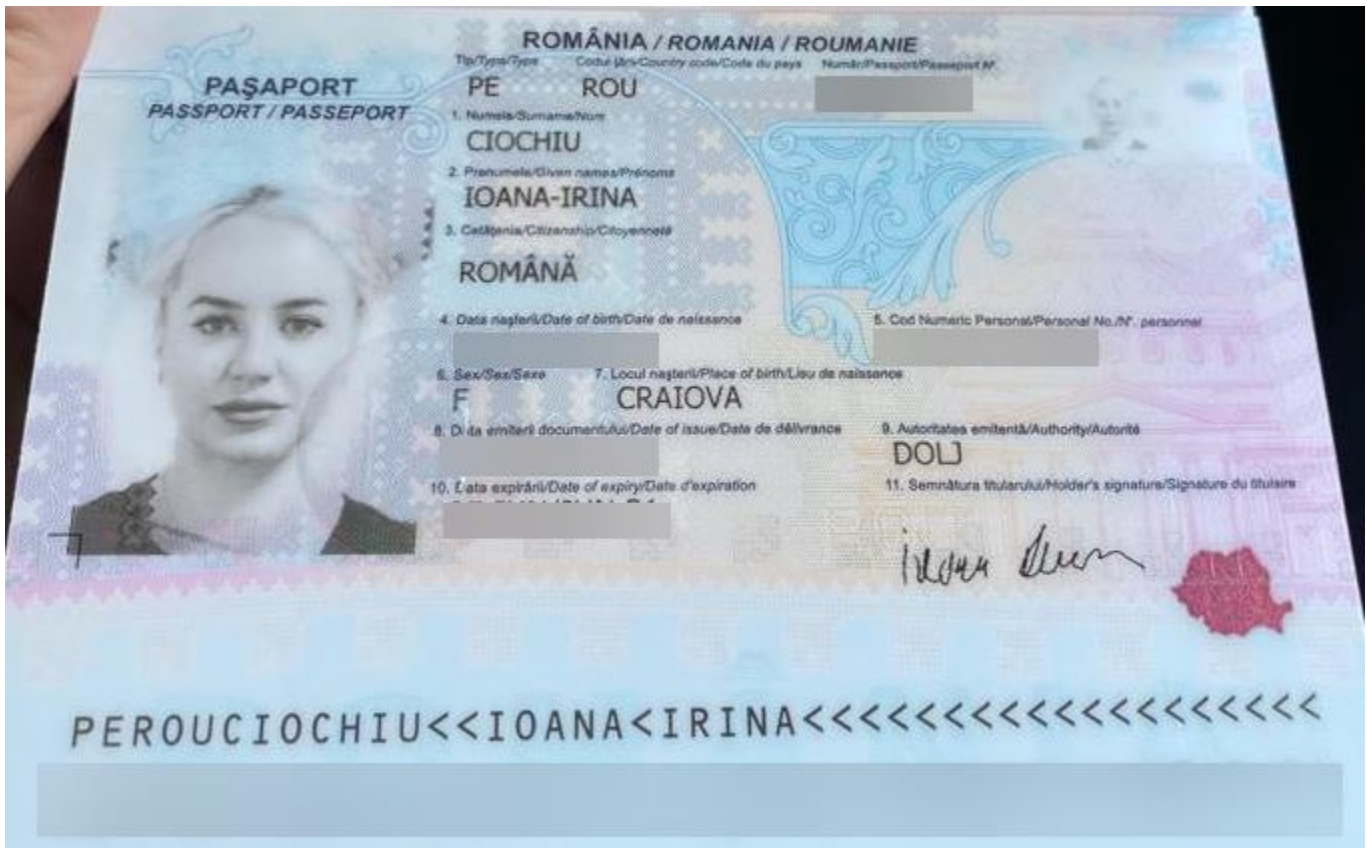 ROMÂNIA / ROMANIA / ROUMANIE
PAŞAPORT
PASSPORT / PASSEPORT
Tip/Type/Type Codul ţării/Country code/Code du pays Număr/Passport/Passeport Nº.
PE ROU
1. Numele/Surname/Nom
CIOCHIU
2. Prenumele/Given names/Prénoms
IOANA-IRINA
3. Cetăţenia/Citizenship/Citoyenneté
ROMÂNĂ
4. Data naşterii/Date of birth/Date de naissance
5. Cod Numeric Personal/Personal No./Nº. personnel
6. Sex/Sex/Sexe 7. Locul naşterii/Place of birth/Lieu de naissance
F CRAIOVA
8. Data emiterii documentului/Date of issue/Date de délivrance
9. Autoritatea emitentă/Authority/Autorité
DOLJ
10. Data expirării/Date of expiry/Date d'expiration
11. Semnătura titularului/Holder's signature/Signature du titulaire
PEROUCIOCHIU<<IOANA<IRINA<<<<<<<<<<<<<<<<<<<